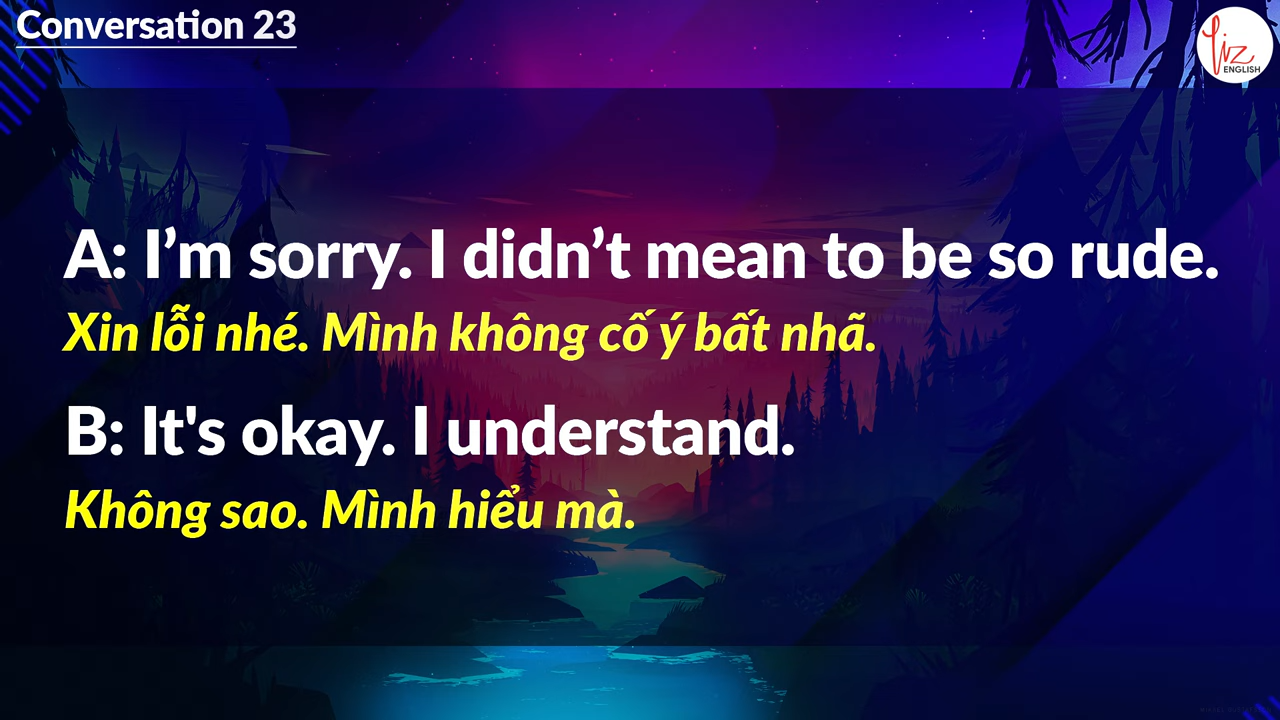 Conversation 23
Liz
ENGLISH
A: I’m sorry. I didn’t mean to be so rude.
Xin lỗi nhé. Mình không cố ý bất nhã.
B: It's okay. I understand.
Không sao. Mình hiểu mà.